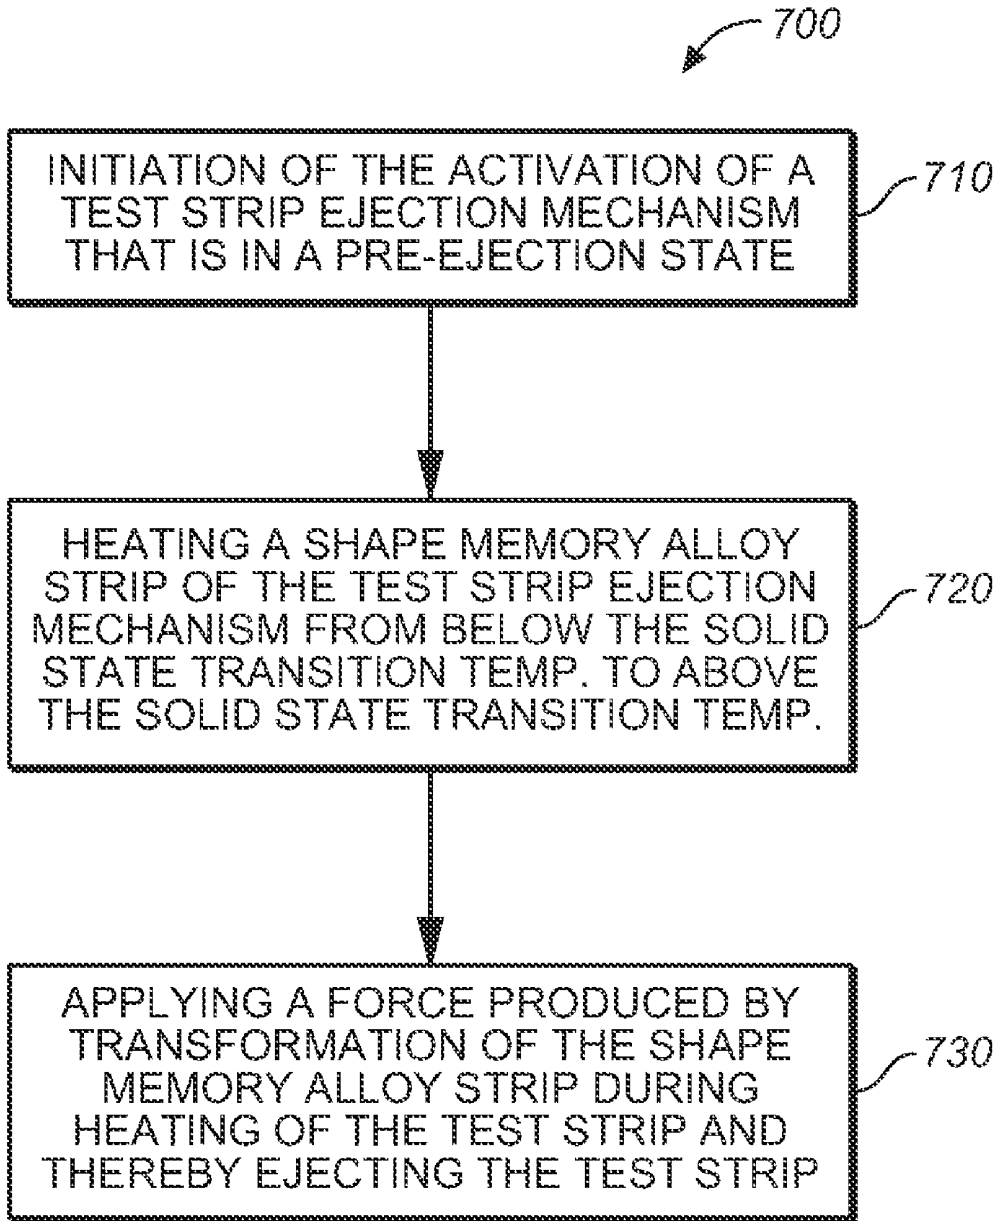 700
INITIATION OF THE ACTIVATION OF A
TEST STRIP EJECTION MECHANISM
THAT IS IN A PRE-EJECTION STATE
710
HEATING A SHAPE MEMORY ALLOY
STRIP OF THE TEST STRIP EJECTION
MECHANISM FROM BELOW THE SOLID
STATE TRANSITION TEMP. TO ABOVE
THE SOLID STATE TRANSITION TEMP.
720
APPLYING A FORCE PRODUCED BY
TRANSFORMATION OF THE SHAPE
MEMORY ALLOY STRIP DURING
HEATING OF THE TEST STRIP AND
THEREBY EJECTING THE TEST STRIP
730